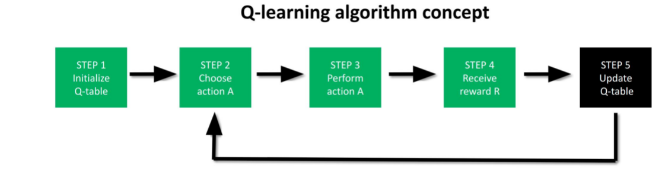 Q-learning algorithm concept
STEP 1
Initialize
Q-table
STEP 2
Choose
action A
STEP 3
Perform
action A
STEP 4
Receive
reward R
STEP 5
Update
Q-table